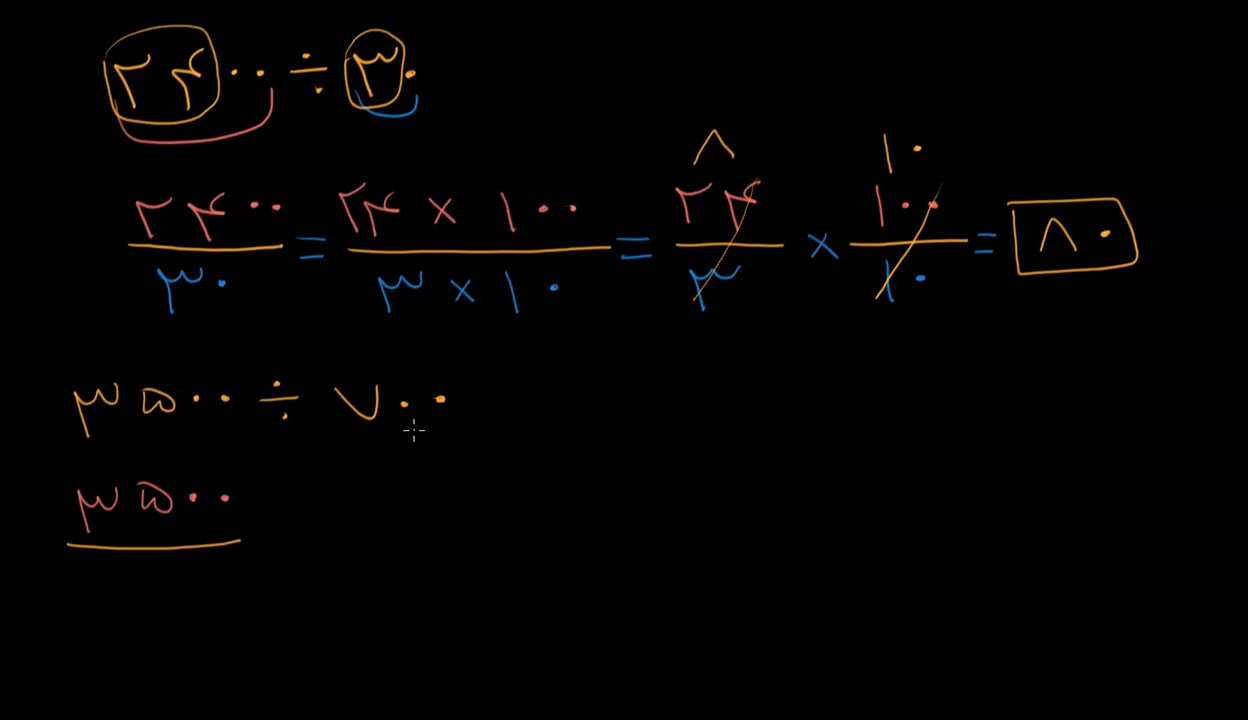 ۲۴۰۰ ÷ ۳۰
۸ ۱۰
۲۴۰۰ / ۳۰ = ۲۴ × ۱۰۰ / ۳ × ۱۰ = ۲۴ / ۳ × ۱۰۰ / ۱۰ = ۸۰
۳۵۰۰ ÷ ۷۰۰
۳۵۰۰